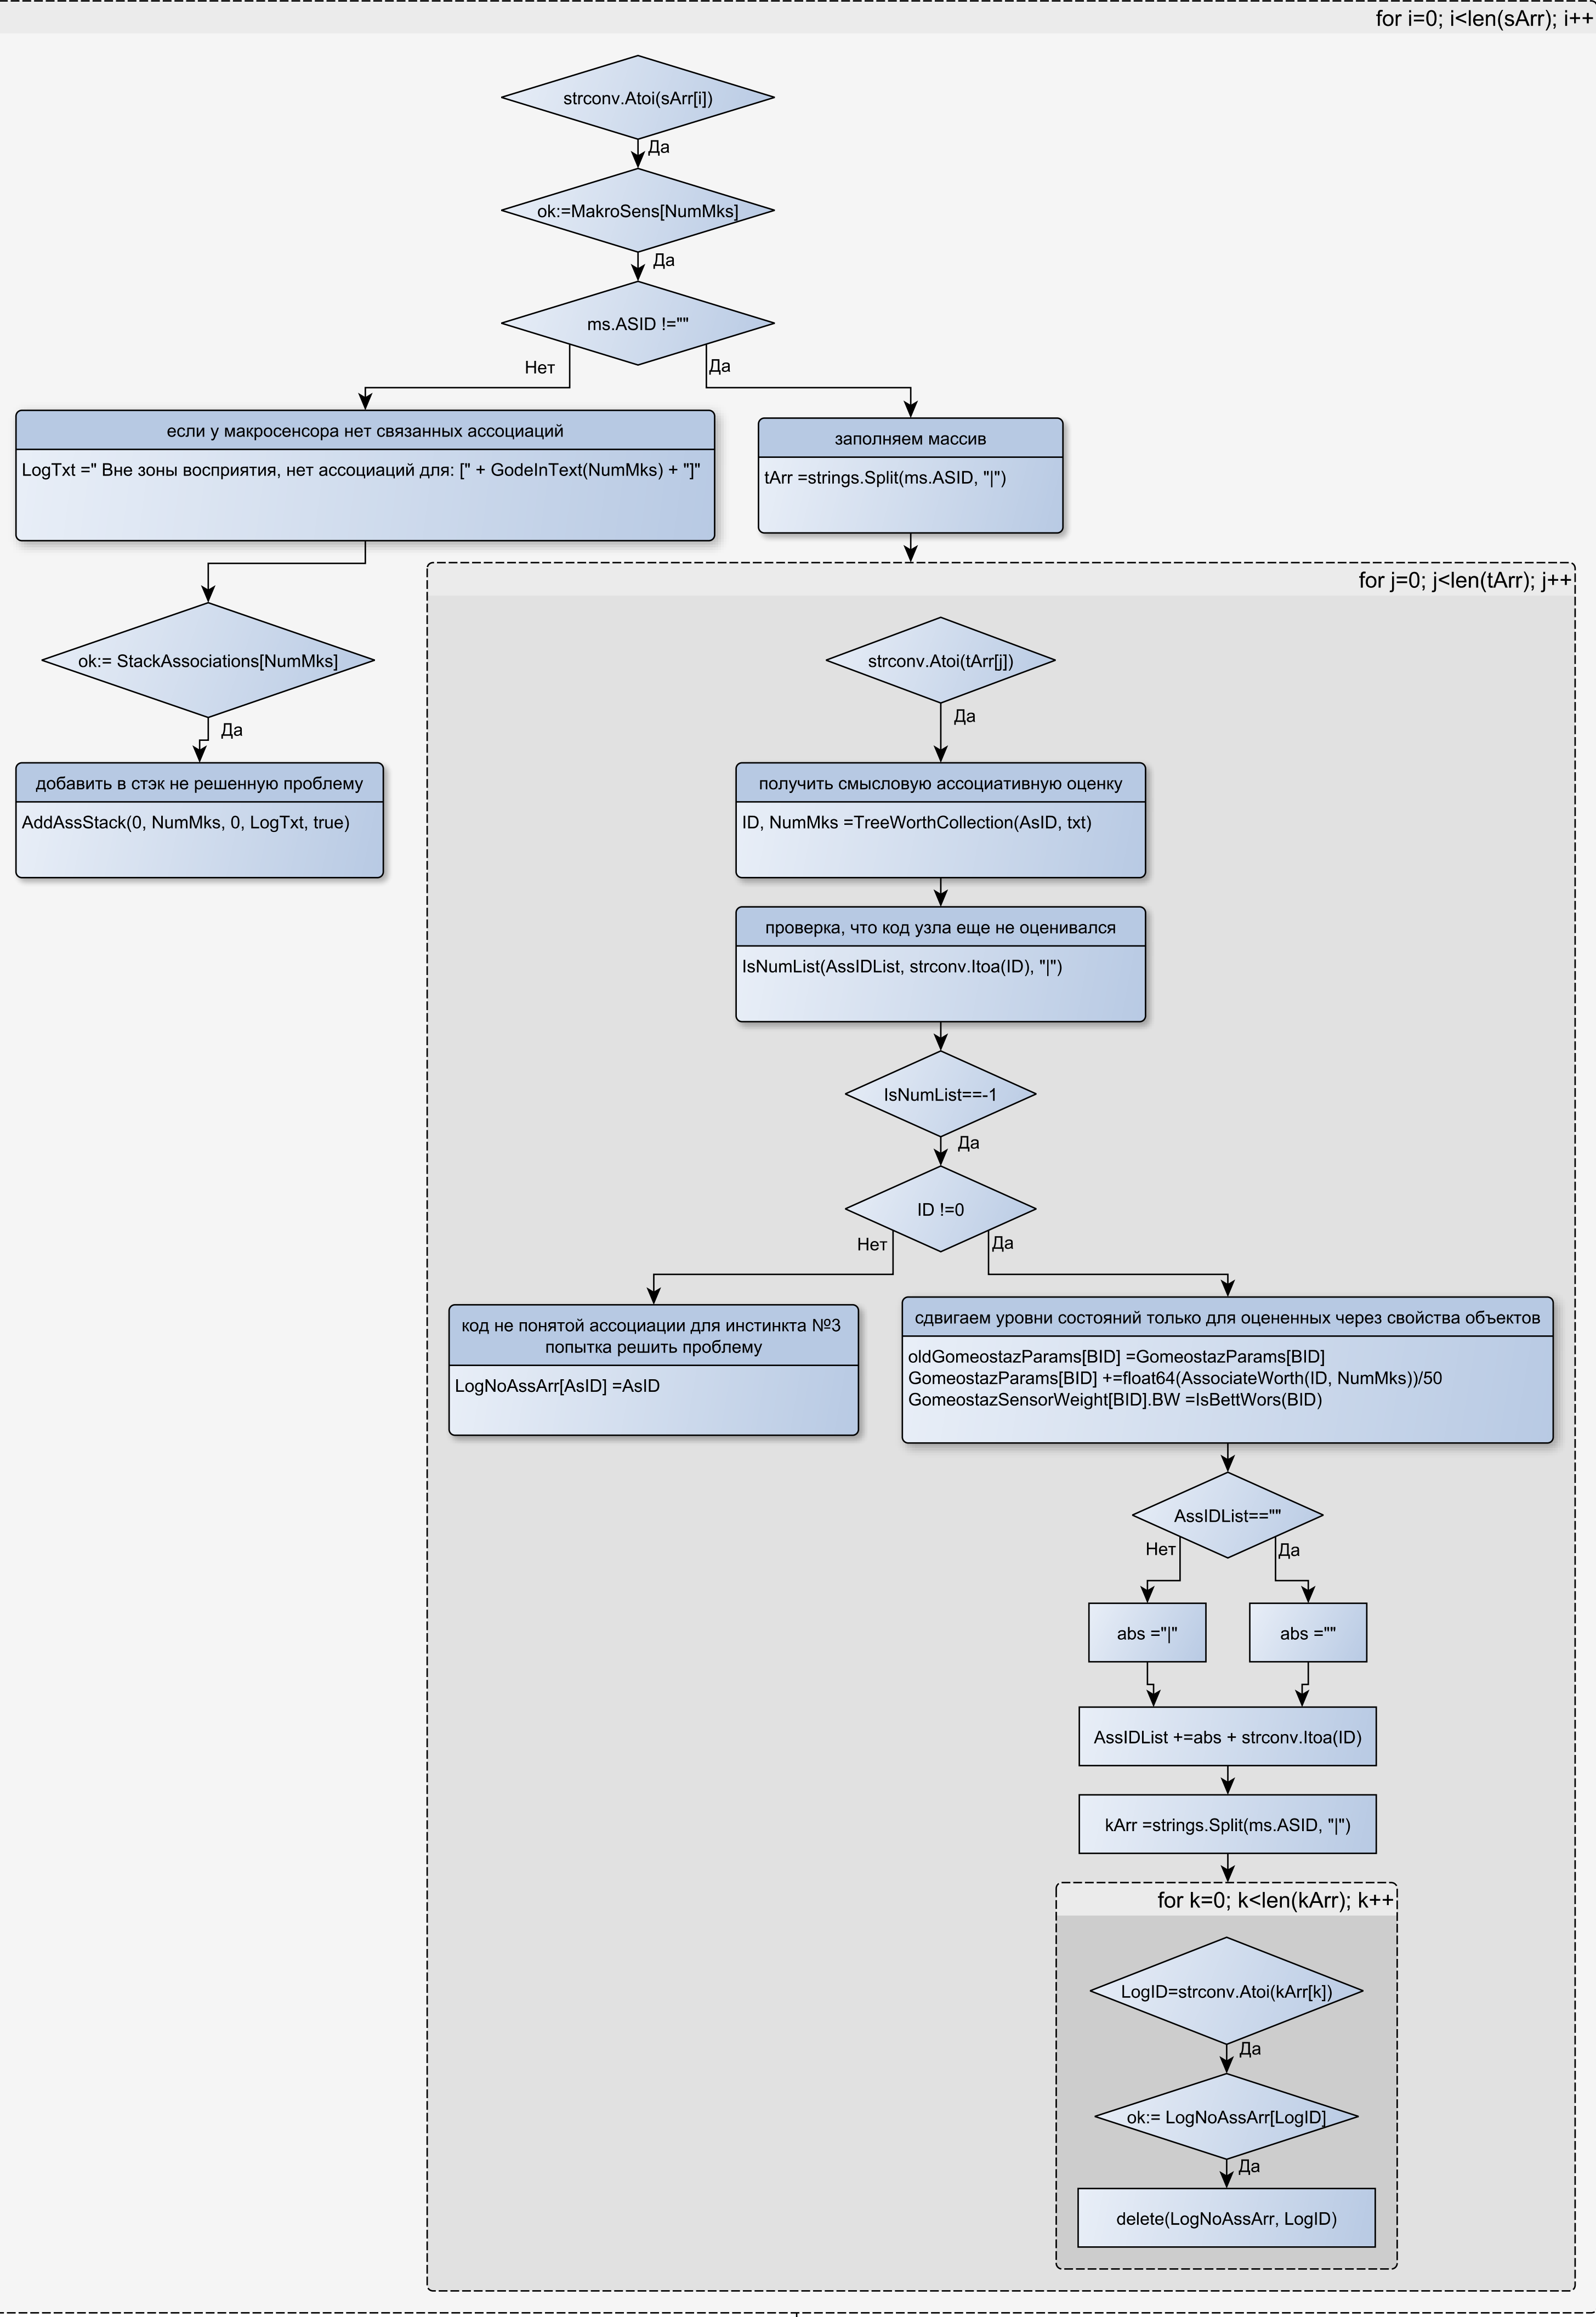 for i=0; i<len(sArr); i++
strconv.Atoi(sArr[i])
Да
ok:=MakroSens[NumMks]
Да
ms.ASID !=""
Нет
Да
если у макросенсора нет связанных ассоциаций
LogTxt =" Вне зоны восприятия, нет ассоциаций для: [" + GodeInText(NumMks) + "]"
заполняем массив
tArr =strings.Split(ms.ASID, "|")
ok:= StackAssociations[NumMks]
Да
добавить в стэк не решенную проблему
AddAssStack(0, NumMks, 0, LogTxt, true)
for j=0; j<len(tArr); j++
strconv.Atoi(tArr[j])
Да
получить смысловую ассоциативную оценку
ID, NumMks =TreeWorthCollection(AsID, txt)
проверка, что код узла еще не оценивался
IsNumList(AssIDList, strconv.Itoa(ID), "|")
IsNumList==-1
Да
ID !=0
Нет
Да
код не понятой ассоциации для инстинкта №3
попытка решить проблему
LogNoAssArr[AsID] =AsID
сдвигаем уровни состояний только для оцененных через свойства объектов
oldGomeostazParams[BID] =GomeostazParams[BID]
GomeostazParams[BID] +=float64(AssociateWorth(ID, NumMks))/50
GomeostazSensorWeight[BID].BW =IsBettWors(BID)
AssIDList==""
Нет
Да
abs ="|"
abs =""
AssIDList +=abs + strconv.Itoa(ID)
kArr =strings.Split(ms.ASID, "|")
for k=0; k<len(kArr); k++
LogID=strconv.Atoi(kArr[k])
Да
ok:= LogNoAssArr[LogID]
Да
delete(LogNoAssArr, LogID)